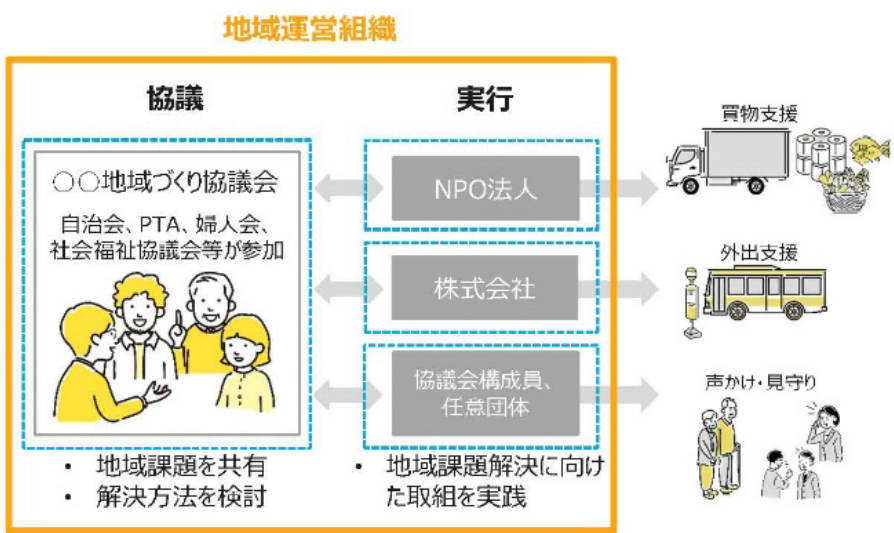 地域運営組織
協議
○○地域づくり協議会
自治会、PTA、婦人会、
社会福祉協議会等が参加
• 地域課題を共有
• 解決方法を検討
実行
NPO法人
株式会社
協議会構成員、
任意団体
• 地域課題解決に向け
た取組を実践
買物支援
外出支援
声かけ・見守り